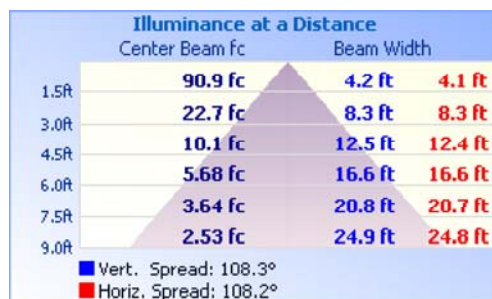 Illuminance at a Distance
Center Beam fc Beam Width
1.5ft 90.9 fc 4.2 ft 4.1 ft
3.0ft 22.7 fc 8.3 ft 8.3 ft
4.5ft 10.1 fc 12.5 ft 12.4 ft
6.0ft 5.68 fc 16.6 ft 16.6 ft
7.5ft 3.64 fc 20.8 ft 20.7 ft
9.0ft 2.53 fc 24.9 ft 24.8 ft
Vert. Spread: 108.3°
Horiz. Spread: 108.2°